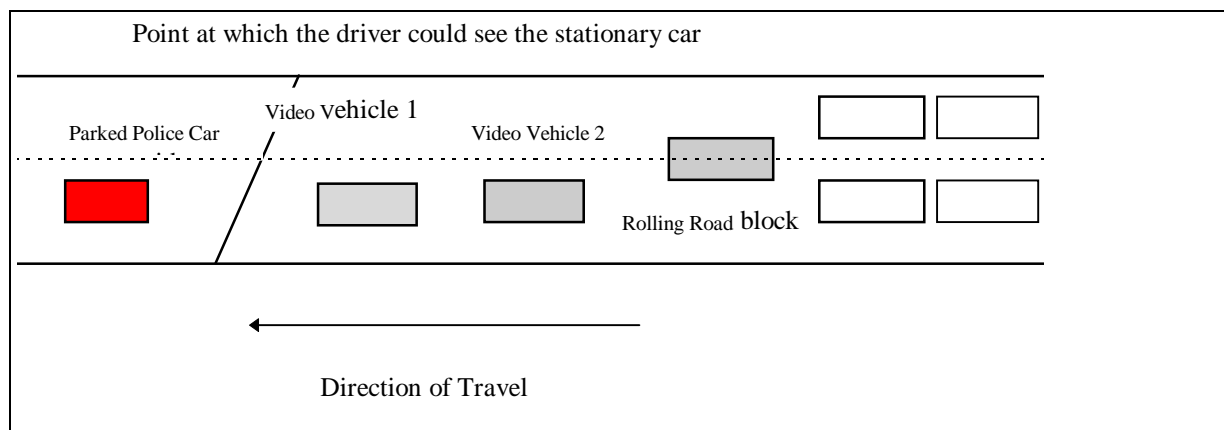 Point at which the driver could see the stationary car
Video Vehicle 1
Parked Police Car
Video Vehicle 2
Rolling Road block
Direction of Travel